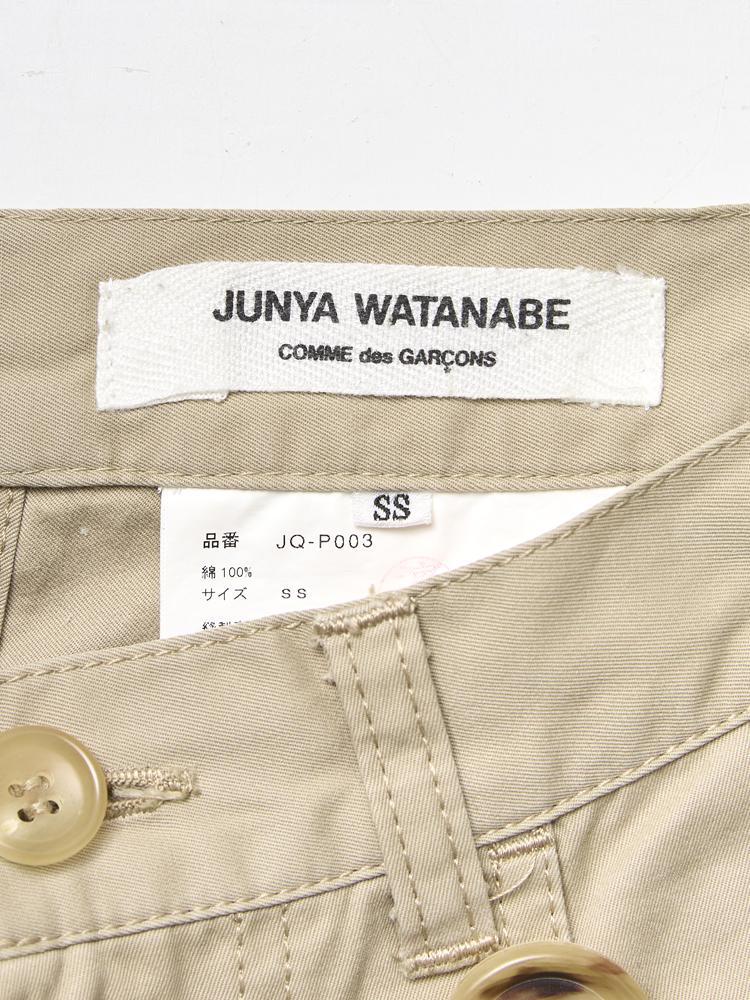 JUNYA WATANABE
COMME des GARÇONS
SS
品番 JQ-P003
綿 100%
サイズ SS